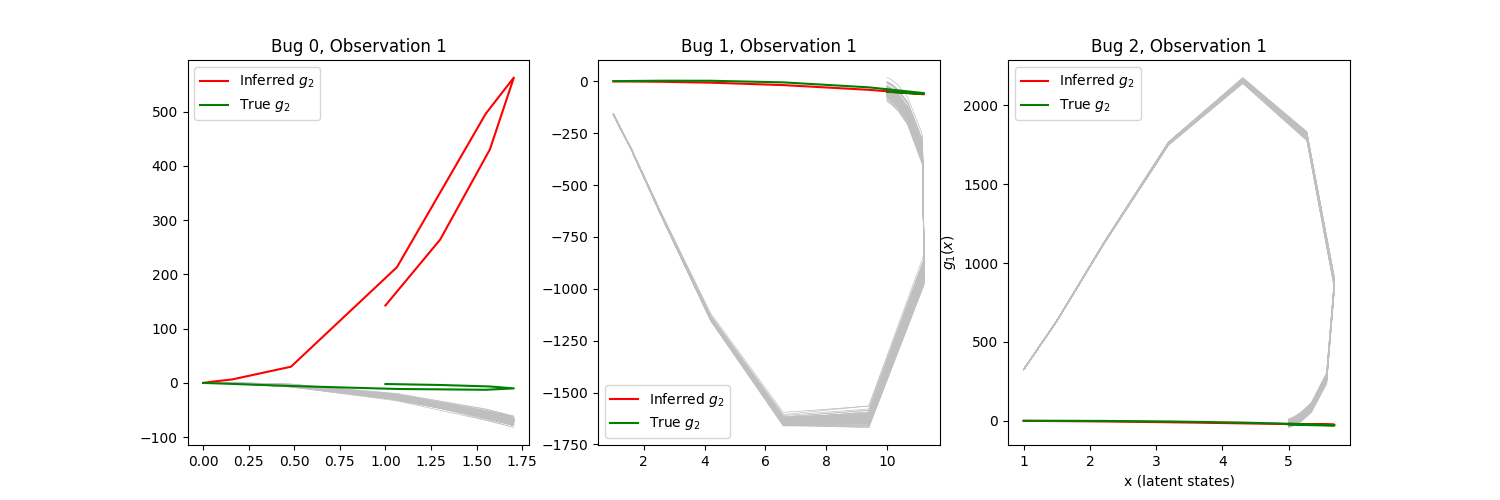 Bug 0, Observation 1
Inferred g₂
True g₂
500
400
300
200
100
0
−100
0.00 0.25 0.50 0.75 1.00 1.25 1.50 1.75
Bug 1, Observation 1
0
−250
−500
−750
−1000
−1250
−1500
−1750
Inferred g₂
True g₂
2 4 6 8 10
Bug 2, Observation 1
Inferred g₂
True g₂
g₁(x)
2000
1500
1000
500
0
1 2 3 4 5
x (latent states)